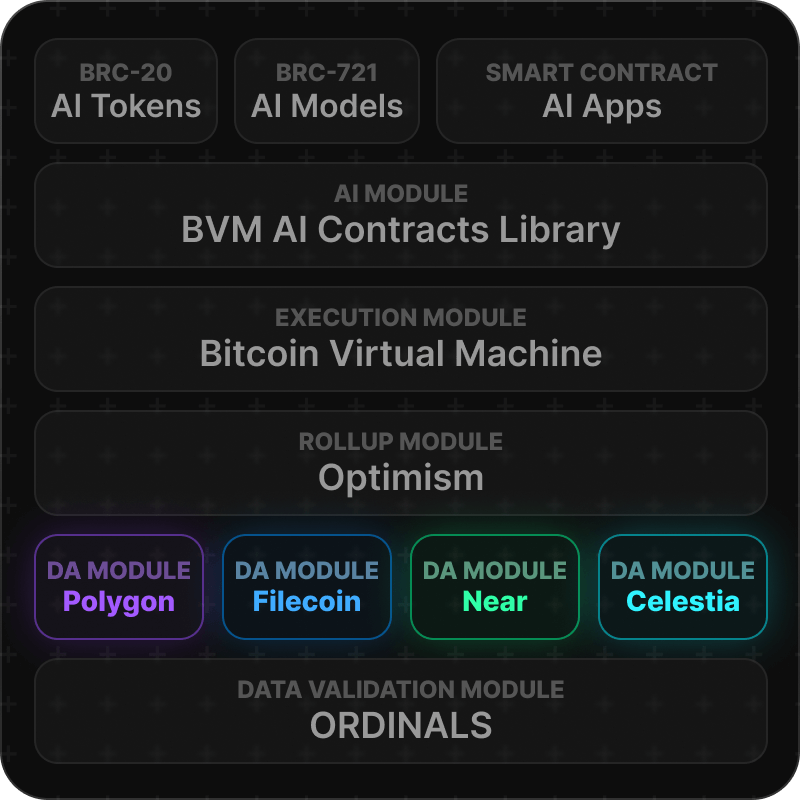 BRC-20
AI Tokens
BRC-721
AI Models
SMART CONTRACT
AI Apps
AI MODULE
BVM AI Contracts Library
EXECUTION MODULE
Bitcoin Virtual Machine
ROLLUP MODULE
Optimism
DA MODULE
Polygon
DA MODULE
Filecoin
DA MODULE
Near
DA MODULE
Celestia
DATA VALIDATION MODULE
ORDINALS